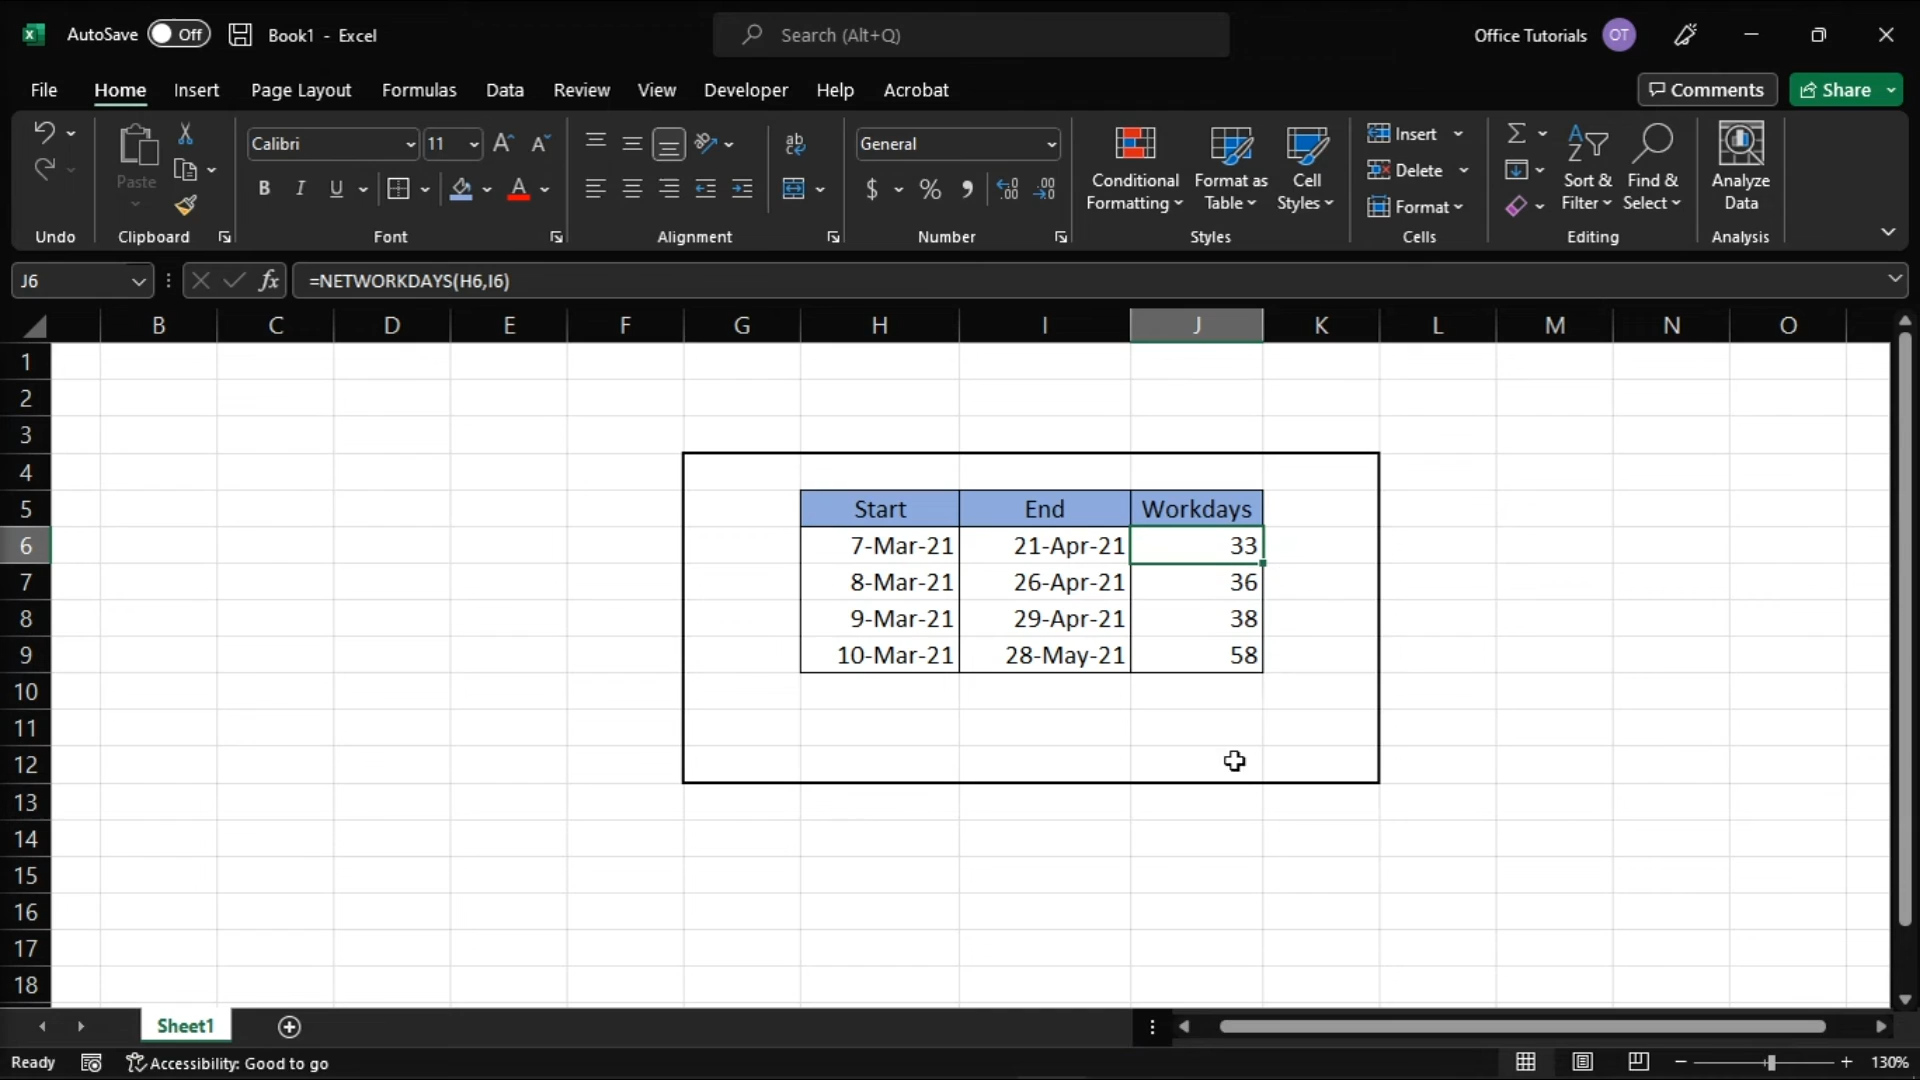 AutoSave Off Book1 - Excel Search (Alt+Q) Office Tutorials OT
File Home Insert Page Layout Formulas Data Review View Developer Help Acrobat Comments Share
Paste Calibri 11 General Conditional Formatting Format as Table Cell Styles Insert Delete Format Sort & Filter Find & Select Analyze Data
B I U A $ % ab
Undo Clipboard Font Alignment Number Styles Cells Editing Analysis
J6 fx =NETWORKDAYS(H6,I6)
B C D E F G H I J K L M N O
1
2
3
4
5 Start End Workdays
6 7-Mar-21 21-Apr-21 33
7 8-Mar-21 26-Apr-21 36
8 9-Mar-21 29-Apr-21 38
9 10-Mar-21 28-May-21 58
10
11
12
13
14
15
16
17
18
Sheet1
Ready Accessibility: Good to go 130%